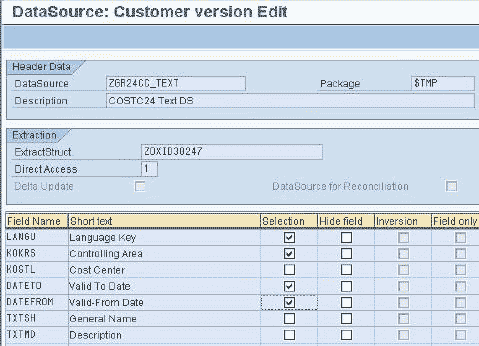 DataSource: Customer version Edit
Header Data
DataSource ZGR24CC_TEXT Package $TMP
Description COSTC24 Text DS
Extraction
ExtractStruct. ZOXID30247
Direct Access 1
Delta Update DataSource for Reconciliation
Field Name Short text Selection Hide field Inversion Field only
LANGU Language Key
KOKRS Controlling Area
KOSTL Cost Center
DATETO Valid To Date
DATEFROM Valid-From Date
TXTSH General Name
TXTMD Description